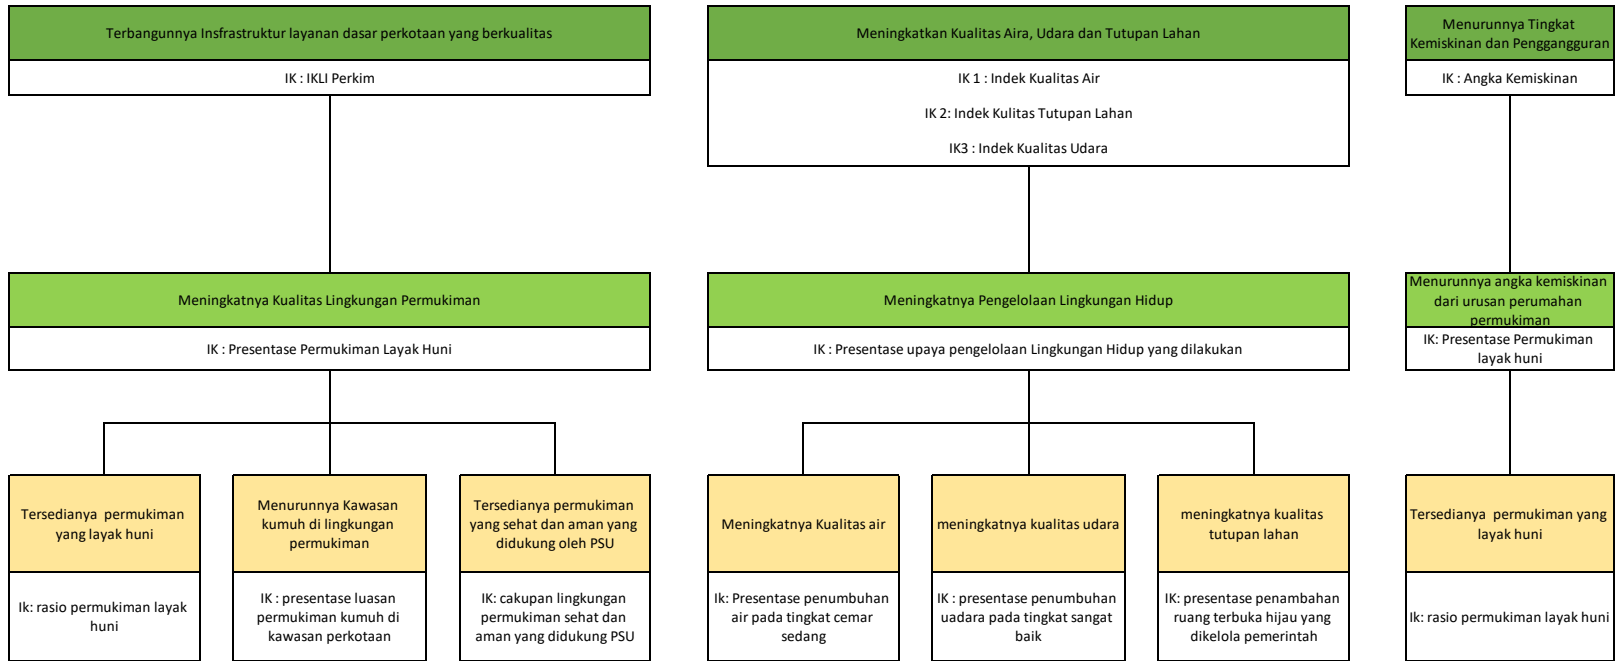 Terbangunnya Insfrastruktur layanan dasar perkotaan yang berkualitas
IK : IKLI Perkim
Meningkatkan Kualitas Aira, Udara dan Tutupan Lahan
IK 1 : Indek Kualitas Air
IK 2: Indek Kulitas Tutupan Lahan
IK3 : Indek Kualitas Udara
Menurunnya Tingkat
Kemiskinan dan Penggangguran
IK : Angka Kemiskinan
Meningkatnya Kualitas Lingkungan Permukiman
IK : Presentase Permukiman Layak Huni
Meningkatnya Pengelolaan Lingkungan Hidup
IK : Presentase upaya pengelolaan Lingkungan Hidup yang dilakukan
Menurunnya angka kemiskinan
dari urusan perumahan
permukiman
IK: Presentase Permukiman
layak huni
Tersedianya permukiman
yang layak huni
Ik: rasio permukiman layak
huni
Menurunnya Kawasan
kumuh di lingkungan
permukiman
IK : presentase luasan
permukiman kumuh di
kawasan perkotaan
Tersedianya permukiman
yang sehat dan aman yang
didukung oleh PSU
IK: cakupan lingkungan
permukiman sehat dan
aman yang didukung PSU
Meningkatnya Kualitas air
Ik: Presentase penumbuhan
air pada tingkat cemar
sedang
meningkatnya kualitas udara
IK : presentase penumbuhan
uadara pada tingkat sangat
baik
meningkatnya kualitas
tutupan lahan
IK: presentase penambahan
ruang terbuka hijau yang
dikelola pemerintah
Tersedianya permukiman yang
layak huni
Ik: rasio permukiman layak huni